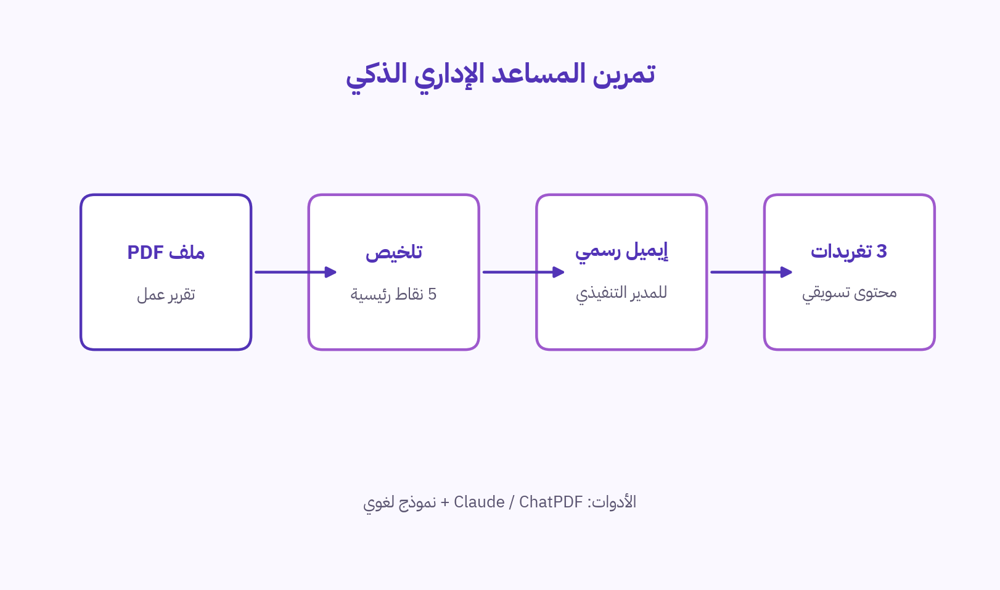 تمرين المساعد الإداري الذكي
ملف PDF
تقرير عمل
تلخيص
5 نقاط رئيسية
إيميل رسمي
للمدير التنفيذي
3 تغريدات
محتوى تسويقي
الأدوات: Claude / ChatPDF + نموذج لغوي